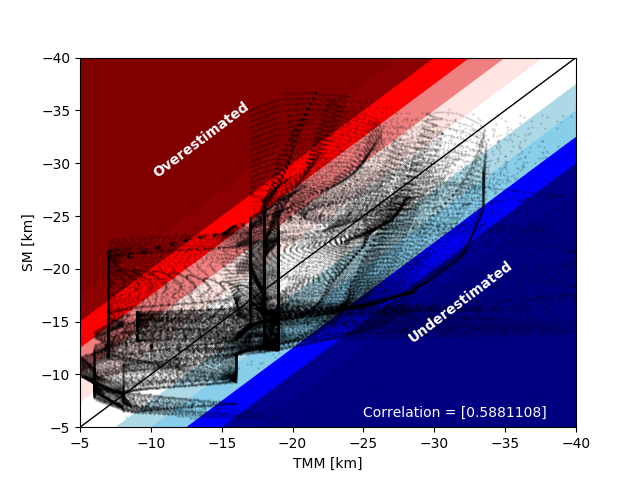 −40
−35
−30
−25
−20
−15
−10
−5
SM [km]
Overestimated
Underestimated
Correlation = [0.5881108]
−5 −10 −15 −20 −25 −30 −35 −40
TMM [km]